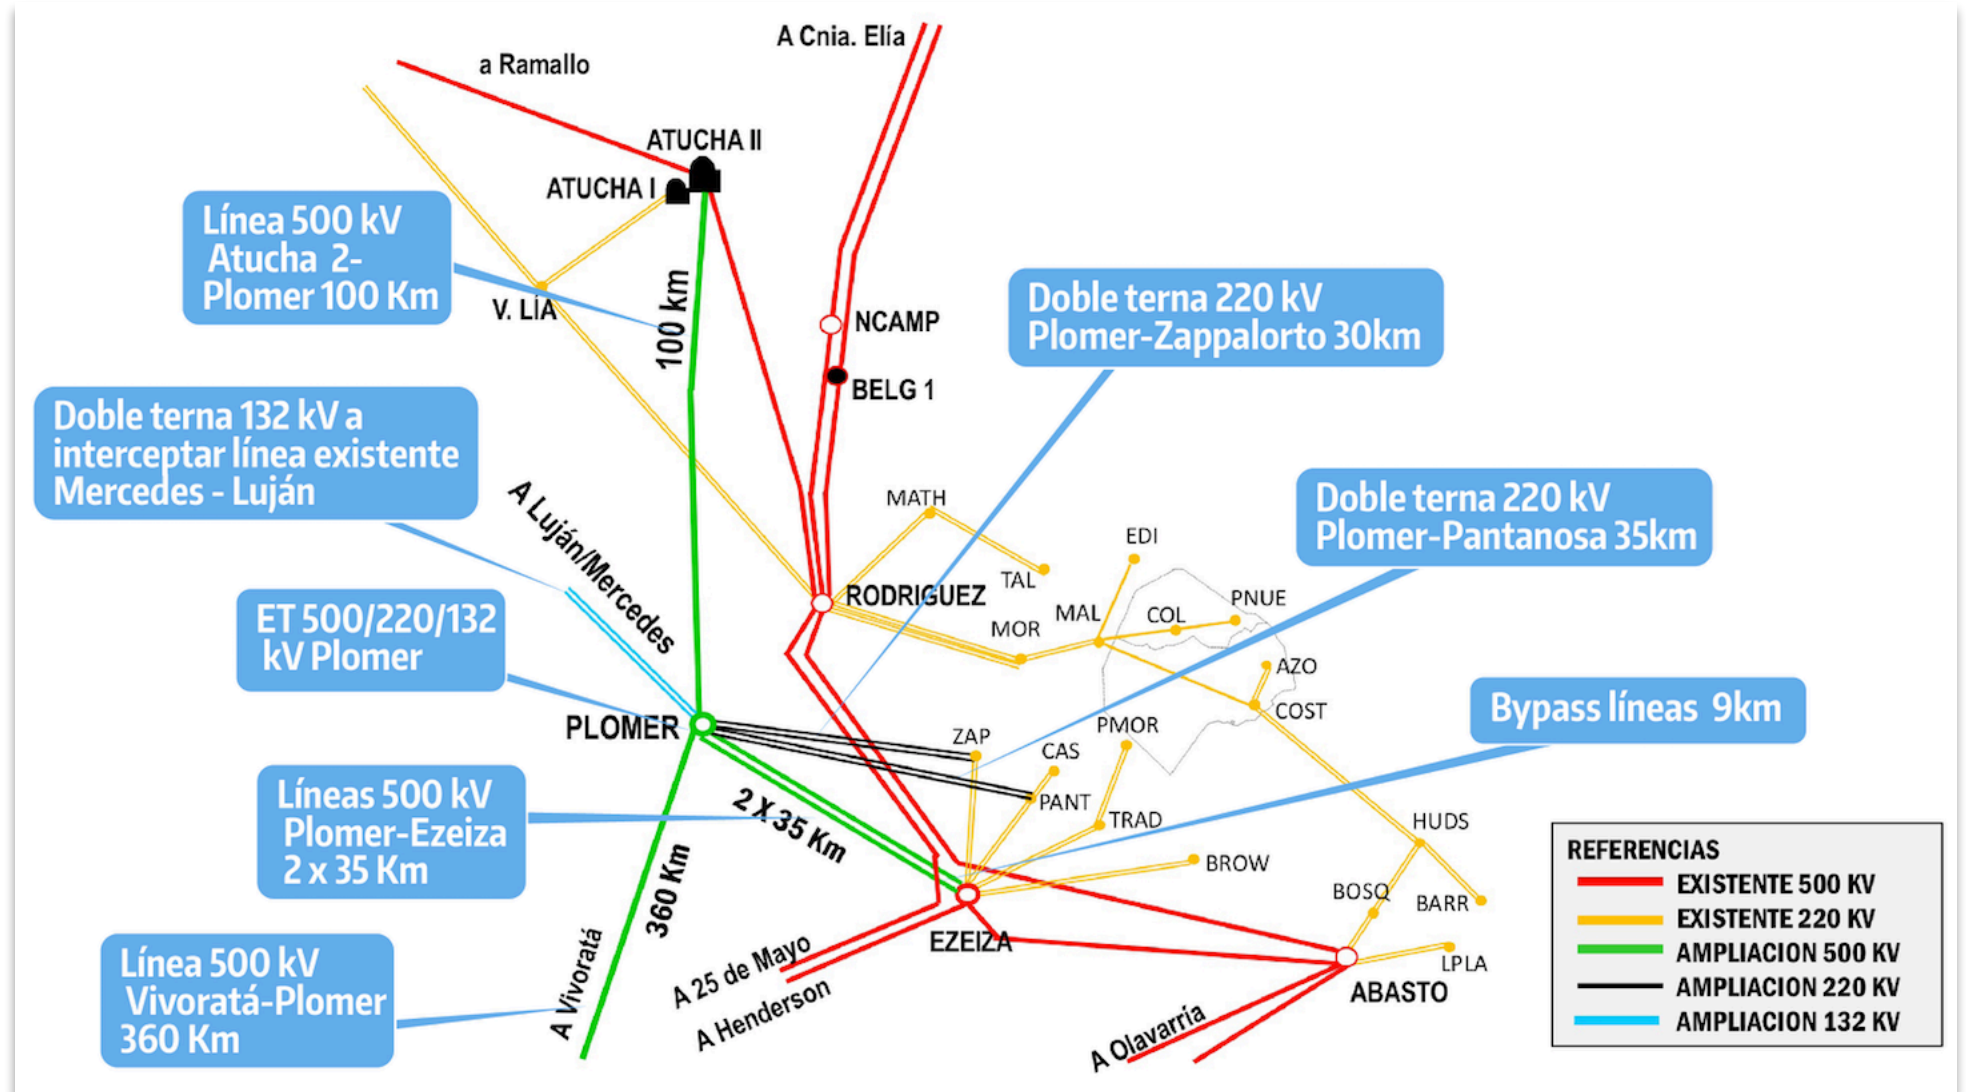 A Cnia. Elía
a Ramallo
ATUCHA II
ATUCHA I
Línea 500 kV
Atucha 2-
Plomer 100 Km
V. LÍA
100 km
NCAMP
BELG 1
Doble terna 220 kV
Plomer-Zappalorto 30km
Doble terna 132 kV a
interceptar línea existente
Mercedes - Luján
A Luján/Mercedes
MATH
TAL
EDI
Doble terna 220 kV
Plomer-Pantanosa 35km
RODRIGUEZ
MOR
MAL
COL
PNUE
ET 500/220/132
kV Plomer
AZO
COST
PLOMER
ZAP
CAS
PMOR
PANT
TRAD
Bypass líneas 9km
Líneas 500 kV
Plomer-Ezeiza
2 x 35 Km
2 X 35 Km
360 Km
BROW
HUDS
BOSQ
BARR
LPLA
EZEIZA
ABASTO
Línea 500 kV
Vivoratá-Plomer
360 Km
A Vivoratá
A 25 de Mayo
A Henderson
A Olavarría
REFERENCIAS
EXISTENTE 500 KV
EXISTENTE 220 KV
AMPLIACION 500 KV
AMPLIACION 220 KV
AMPLIACION 132 KV